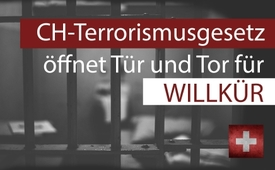 CH-Terrorismusgesetz
öffnet Tür und Tor für
WILLKÜR